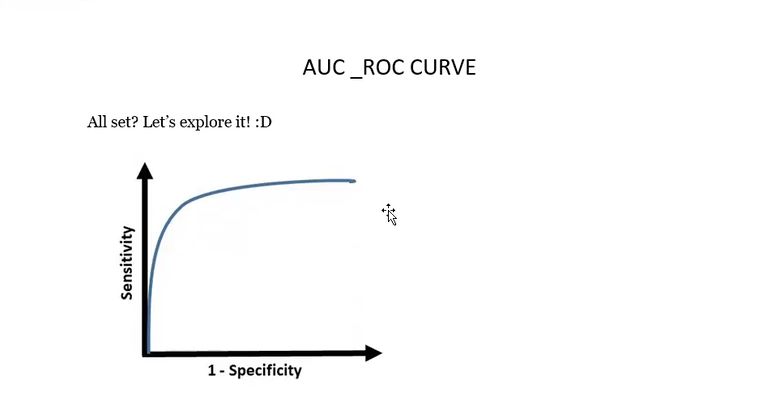 AUC _ROC CURVE
All set? Let’s explore it! :D
Sensitivity
1 - Specificity